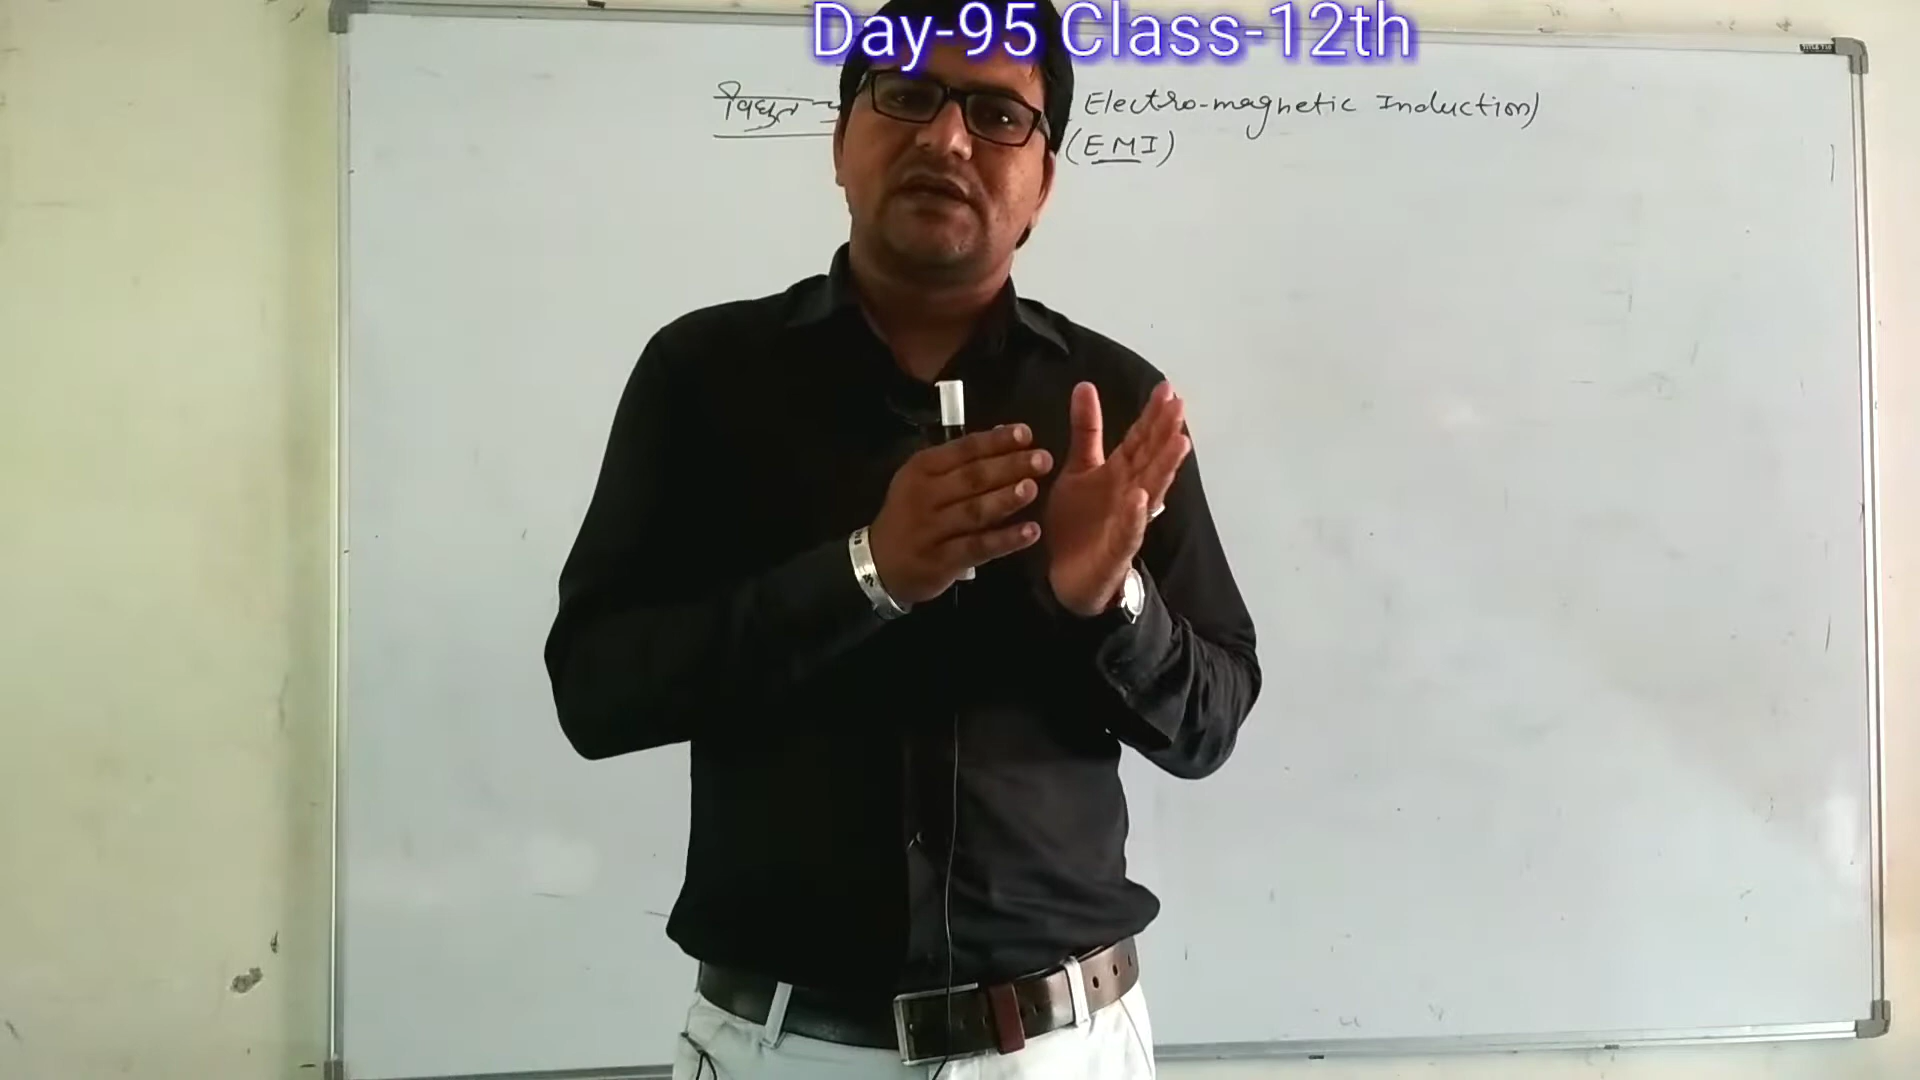 Day-95 Class-12th
विद्युत Electro-magnetic Induction)
(EMI)